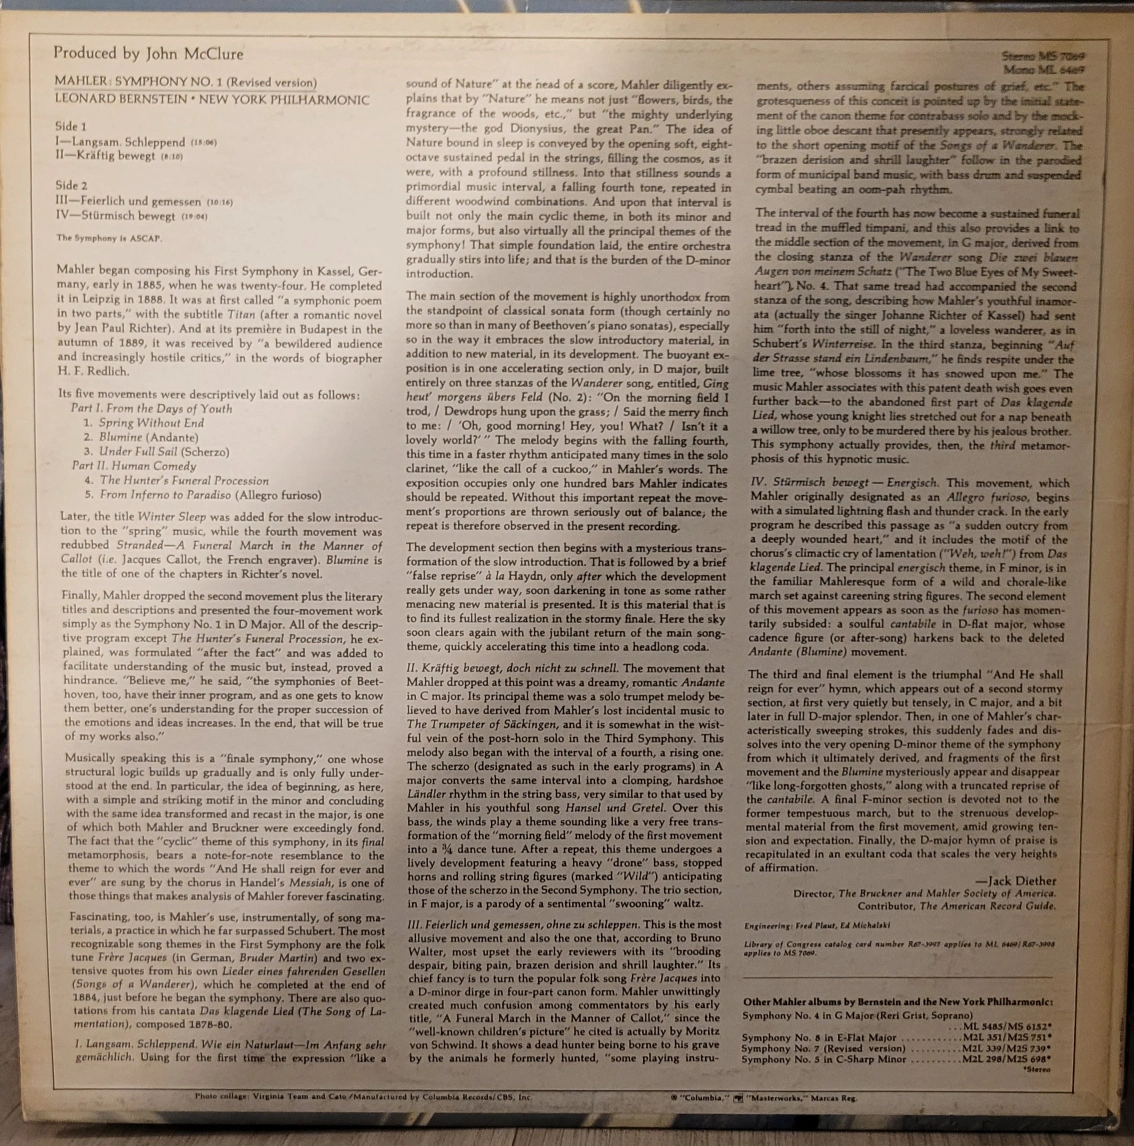 Produced by John McClure
MAHLER: SYMPHONY NO. 1 (Revised version)
LEONARD BERNSTEIN • NEW YORK PHILHARMONIC
Side 1
I—Langsam. Schleppend (15:06)
II—Kräftig bewegt (8:10)
Side 2
III—Feierlich und gemessen (10:16)
IV—Stürmisch bewegt (19:04)
The Symphony is ASCAP.
Mahler began composing his First Symphony in Kassel, Ger-
many, early in 1885, when he was twenty-four. He completed
it in Leipzig in 1888. It was at first called "a symphonic poem
in two parts," with the subtitle Titan (after a romantic novel
by Jean Paul Richter). And at its première in Budapest in the
autumn of 1889, it was received by "a bewildered audience
and increasingly hostile critics," in the words of biographer
H. F. Redlich.
Its five movements were descriptively laid out as follows:
Part I. From the Days of Youth
1. Spring Without End
2. Blumine (Andante)
3. Under Full Sail (Scherzo)
Part II. Human Comedy
4. The Hunter's Funeral Procession
5. From Inferno to Paradiso (Allegro furioso)
Later, the title Winter Sleep was added for the slow introduc-
tion to the "spring" music, while the fourth movement was
redubbed Stranded—A Funeral March in the Manner of
Callot (i.e. Jacques Callot, the French engraver). Blumine is
the title of one of the chapters in Richter's novel.
Finally, Mahler dropped the second movement plus the literary
titles and descriptions and presented the four-movement work
simply as the Symphony No. 1 in D Major. All of the descrip-
tive program except The Hunter's Funeral Procession, he ex-
plained, was formulated "after the fact" and was added to
facilitate understanding of the music but, instead, proved a
hindrance. "Believe me," he said, "the symphonies of Beet-
hoven, too, have their inner program, and as one gets to know
them better, one's understanding for the proper succession of
the emotions and ideas increases. In the end, that will be true
of my works also."
Musically speaking this is a "finale symphony," one whose
structural logic builds up gradually and is only fully under-
stood at the end. In particular, the idea of beginning, as here,
with a simple and striking motif in the minor and concluding
with the same idea transformed and recast in the major, is one
of which both Mahler and Bruckner were exceedingly fond.
The fact that the "cyclic" theme of this symphony, in its final
metamorphosis, bears a note-for-note resemblance to the
theme to which the words "And He shall reign for ever and
ever" are sung by the chorus in Handel's Messiah, is one of
those things that makes analysis of Mahler forever fascinating.
Fascinating, too, is Mahler's use, instrumentally, of song ma-
terials, a practice in which he far surpassed Schubert. The most
recognizable song themes in the First Symphony are the folk
tune Frère Jacques (in German, Bruder Martin) and two ex-
tensive quotes from his own Lieder eines fahrenden Gesellen
(Songs of a Wanderer), which he completed at the end of
1884, just before he began the symphony. There are also quo-
tations from his cantata Das klagende Lied (The Song of La-
mentation), composed 1878-80.
I. Langsam. Schleppend. Wie ein Naturlaut—Im Anfang sehr
gemächlich. Using for the first time the expression "like a
sound of Nature" at the head of a score, Mahler diligently ex-
plains that by "Nature" he means not just "flowers, birds, the
fragrance of the woods, etc.," but "the mighty underlying
mystery—the god Dionysius, the great Pan." The idea of
Nature bound in sleep is conveyed by the opening soft, eight-
octave sustained pedal in the strings, filling the cosmos, as it
were, with a profound stillness. Into that stillness sounds a
primordial music interval, a falling fourth tone, repeated in
different woodwind combinations. And upon that interval is
built not only the main cyclic theme, in both its minor and
major forms, but also virtually all the principal themes of the
symphony! That simple foundation laid, the entire orchestra
gradually stirs into life; and that is the burden of the D-minor
introduction.
The main section of the movement is highly unorthodox from
the standpoint of classical sonata form (though certainly no
more so than in many of Beethoven's piano sonatas), especially
so in the way it embraces the slow introductory material, in
addition to new material, in its development. The buoyant ex-
position is in one accelerating section only, in D major, built
entirely on three stanzas of the Wanderer song, entitled, Ging
heut' morgens übers Feld (No. 2): "On the morning field I
trod, / Dewdrops hung upon the grass; / Said the merry finch
to me: / 'Oh, good morning! Hey, you! What? / Isn't it a
lovely world?' " The melody begins with the falling fourth,
this time in a faster rhythm anticipated many times in the solo
clarinet, "like the call of a cuckoo," in Mahler's words. The
exposition occupies only one hundred bars Mahler indicates
should be repeated. Without this important repeat the move-
ment's proportions are thrown seriously out of balance; the
repeat is therefore observed in the present recording.
The development section then begins with a mysterious trans-
formation of the slow introduction. That is followed by a brief
"false reprise" à la Haydn, only after which the development
really gets under way, soon darkening in tone as some rather
menacing new material is presented. It is this material that is
to find its fullest realization in the stormy finale. Here the sky
soon clears again with the jubilant return of the main song-
theme, quickly accelerating this time into a headlong coda.
II. Kräftig bewegt, doch nicht zu schnell. The movement that
Mahler dropped at this point was a dreamy, romantic Andante
in C major. Its principal theme was a solo trumpet melody be-
lieved to have derived from Mahler's lost incidental music to
The Trumpeter of Säckingen, and it is somewhat in the wist-
ful vein of the post-horn solo in the Third Symphony. This
melody also began with the interval of a fourth, a rising one.
The scherzo (designated as such in the early programs) in A
major converts the same interval into a clomping, hardshoe
Ländler rhythm in the string bass, very similar to that used by
Mahler in his youthful song Hansel und Gretel. Over this
bass, the winds play a theme sounding like a very free trans-
formation of the "morning field" melody of the first movement
into a ¾ dance tune. After a repeat, this theme undergoes a
lively development featuring a heavy "drone" bass, stopped
horns and rolling string figures (marked "Wild") anticipating
those of the scherzo in the Second Symphony. The trio section,
in F major, is a parody of a sentimental "swooning" waltz.
III. Feierlich und gemessen, ohne zu schleppen. This is the most
allusive movement and also the one that, according to Bruno
Walter, most upset the early reviewers with its "brooding
despair, biting pain, brazen derision and shrill laughter." Its
chief fancy is to turn the popular folk song Frère Jacques into
a D-minor dirge in four-part canon form. Mahler unwittingly
created much confusion among commentators by his early
title, "A Funeral March in the Manner of Callot," since the
"well-known children's picture" he cited is actually by Moritz
von Schwind. It shows a dead hunter being borne to his grave
by the animals he formerly hunted, "some playing instru-
Stereo MS 7069
Mono ML 6469
ments, others assuming farcical postures of grief, etc." The
grotesqueness of this conceit is pointed up by the initial state-
ment of the canon theme for contrabass solo and by the mock-
ing little oboe descant that presently appears, strongly related
to the short opening motif of the Songs of a Wanderer. The
"brazen derision and shrill laughter" follow in the parodied
form of municipal band music, with bass drum and suspended
cymbal beating an oom-pah rhythm.
The interval of the fourth has now become a sustained funeral
tread in the muffled timpani, and this also provides a link to
the middle section of the movement, in G major, derived from
the closing stanza of the Wanderer song Die zwei blauen
Augen von meinem Schatz ("The Two Blue Eyes of My Sweet-
heart"), No. 4. That same tread had accompanied the second
stanza of the song, describing how Mahler's youthful inamor-
ata (actually the singer Johanne Richter of Kassel) had sent
him "forth into the still of night," a loveless wanderer, as in
Schubert's Winterreise. In the third stanza, beginning "Auf
der Strasse stand ein Lindenbaum," he finds respite under the
lime tree, "whose blossoms it has snowed upon me." The
music Mahler associates with this patent death wish goes even
further back—to the abandoned first part of Das klagende
Lied, whose young knight lies stretched out for a nap beneath
a willow tree, only to be murdered there by his jealous brother.
This symphony actually provides, then, the third metamor-
phosis of this hypnotic music.
IV. Stürmisch bewegt — Energisch. This movement, which
Mahler originally designated as an Allegro furioso, begins
with a simulated lightning flash and thunder crack. In the early
program he described this passage as "a sudden outcry from
a deeply wounded heart," and it includes the motif of the
chorus's climactic cry of lamentation ("Weh, weh!") from Das
klagende Lied. The principal energisch theme, in F minor, is in
the familiar Mahleresque form of a wild and chorale-like
march set against careening string figures. The second element
of this movement appears as soon as the furioso has momen-
tarily subsided: a soulful cantabile in D-flat major, whose
cadence figure (or after-song) harkens back to the deleted
Andante (Blumine) movement.
The third and final element is the triumphal "And He shall
reign for ever" hymn, which appears out of a second stormy
section, at first very quietly but tensely, in C major, and a bit
later in full D-major splendor. Then, in one of Mahler's char-
acteristically sweeping strokes, this suddenly fades and dis-
solves into the very opening D-minor theme of the symphony
from which it ultimately derived, and fragments of the first
movement and the Blumine mysteriously appear and disappear
"like long-forgotten ghosts," along with a truncated reprise of
the cantabile. A final F-minor section is devoted not to the
former tempestuous march, but to the strenuous develop-
mental material from the first movement, amid growing ten-
sion and expectation. Finally, the D-major hymn of praise is
recapitulated in an exultant coda that scales the very heights
of affirmation.
—Jack Diether
Director, The Bruckner and Mahler Society of America.
Contributor, The American Record Guide.
Engineering: Fred Plaut, Ed Michalski
Library of Congress catalog card number R67-3997 applies to ML 6469/R67-3998
applies to MS 7069.
Other Mahler albums by Bernstein and the New York Philharmonic:
Symphony No. 4 in G Major (Reri Grist, Soprano)
...ML 5485/MS 6152*
Symphony No. 8 in E-Flat Major ..........M2L 351/M2S 751*
Symphony No. 7 (Revised version) .........M2L 339/M2S 739*
Symphony No. 5 in C-Sharp Minor .........M2L 298/M2S 698*
*Stereo
Photo collage: Virginia Team and Cato/Manufactured by Columbia Records/CBS, Inc.
® "Columbia," "Masterworks," Marcas Reg.